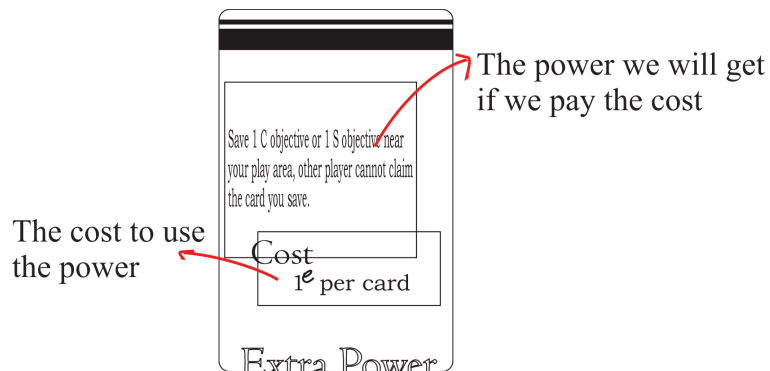 The power we will get
if we pay the cost
Save 1 C objective or 1 S objective near
your play area, other player cannot claim
the card you save.
The cost to use
the power
Cost
1e per card
Extra Power